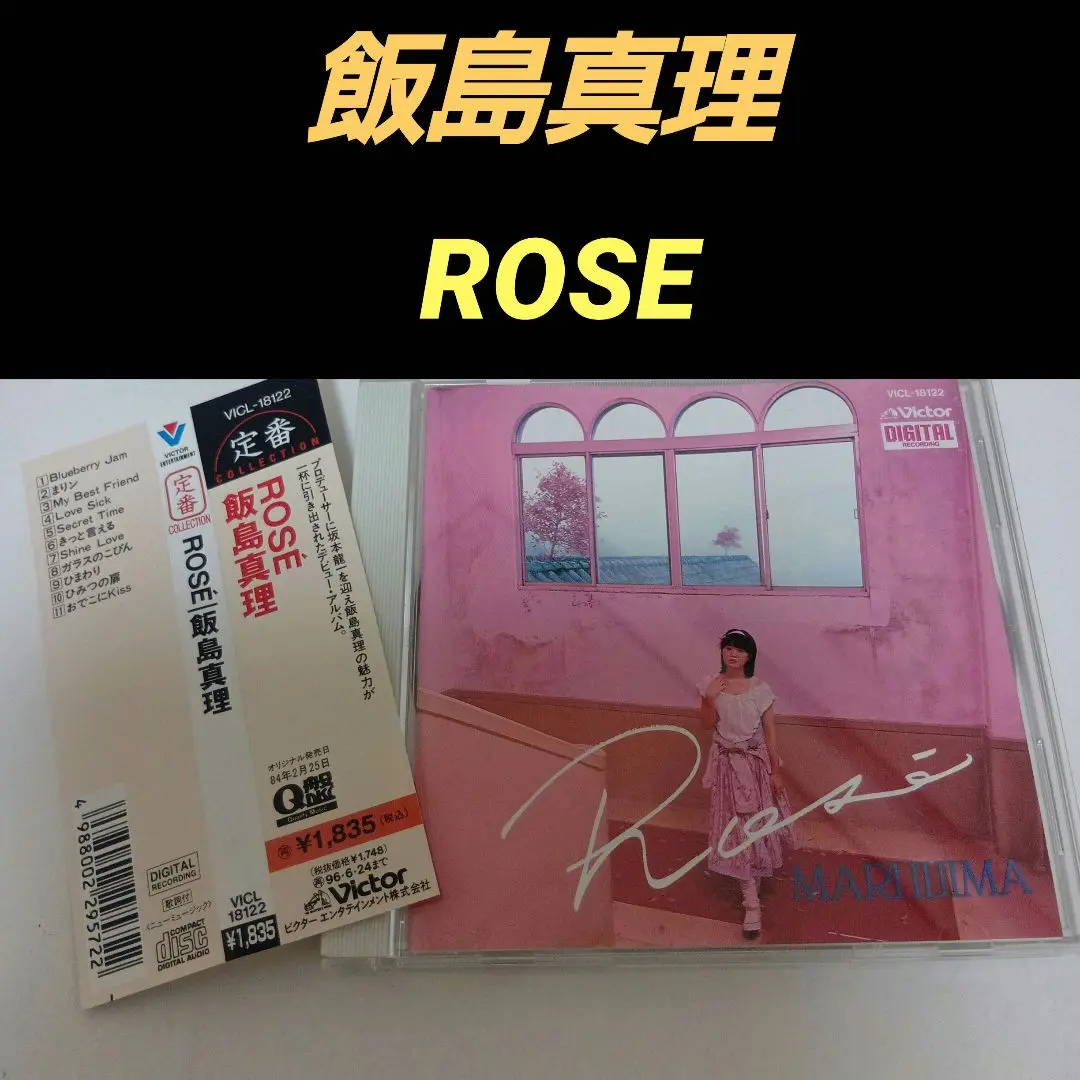 飯島真理
ROSE
1 Blueberry Jam
2 まりン
3 My Best Friend
4 Love Sick
5 Secret Time
6 きっと言える
7 Shine Love
8 ガラスのこびん
9 ひまわり
10 ひみつの扉
11 おでこにKiss
4 988002 295722
VICTOR
ENTERTAINMENT
定番
COLLECTION
ROSÉ/飯島真理
DIGITAL
RECORDING
歌詞付
〈ニューミュージック〉
COMPACT
disc
DIGITAL AUDIO
VICL
18122
¥1,835
VICL-18122
定番
COLLECTION
ROSÉ
飯島真理
プロデューサーに坂本龍一を迎え飯島真理の魅力が
一杯に引き出されたデビュー・アルバム。
オリジナル発売日
84年2月25日
Quality Music
再 ¥1,835 (税込)
(税抜価格¥1,748)
再 96・6・24まで
Victor
ビクター エンタテインメント株式会社
VICL-18122
Victor
DIGITAL
RECORDING
Rosé
MARI IIJIMA